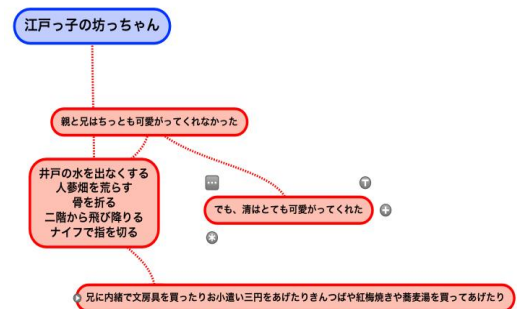 江戸っ子の坊っちゃん
親と兄はちっとも可愛がってくれなかった
井戸の水を出なくする
人蔘畑を荒らす
骨を折る
二階から飛び降りる
ナイフで指を切る
でも、清はとても可愛がってくれた
兄に内緒で文房具を買ったりお小遣い三円をあげたりきんつばや紅梅焼きや蕎麦湯を買ってあげたり